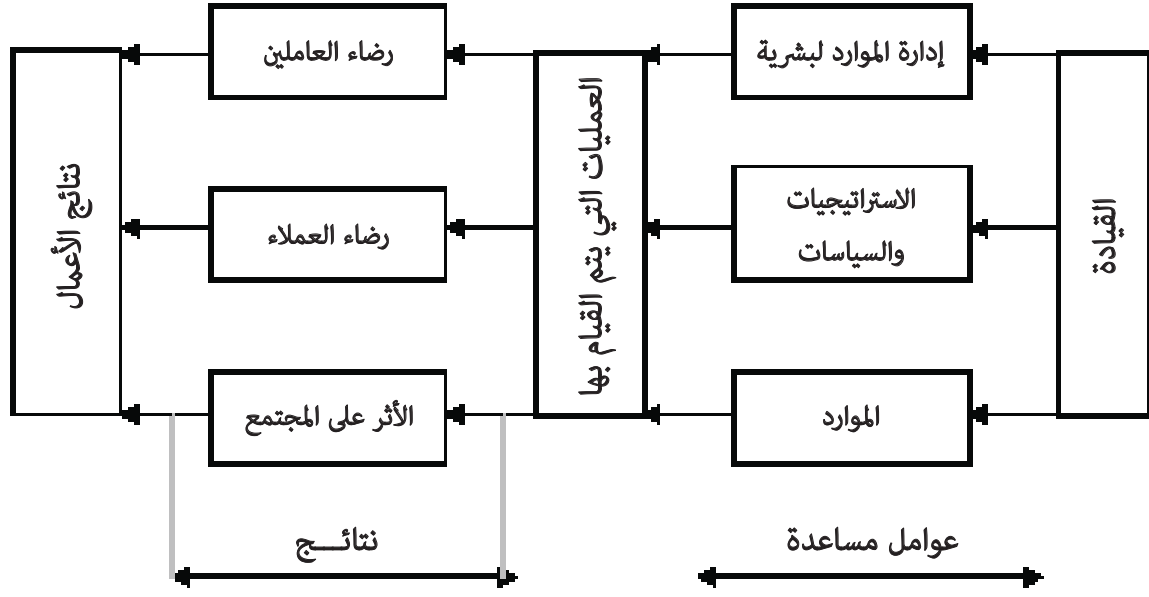 القيادة
إدارة الموارد لبشرية
الاستراتيجيات
والسياسات
الموارد
العمليات التي يتم القيام بها
رضاء العاملين
رضاء العملاء
الأثر على المجتمع
نتائج الأعمال
عوامل مساعدة
نتائـــج